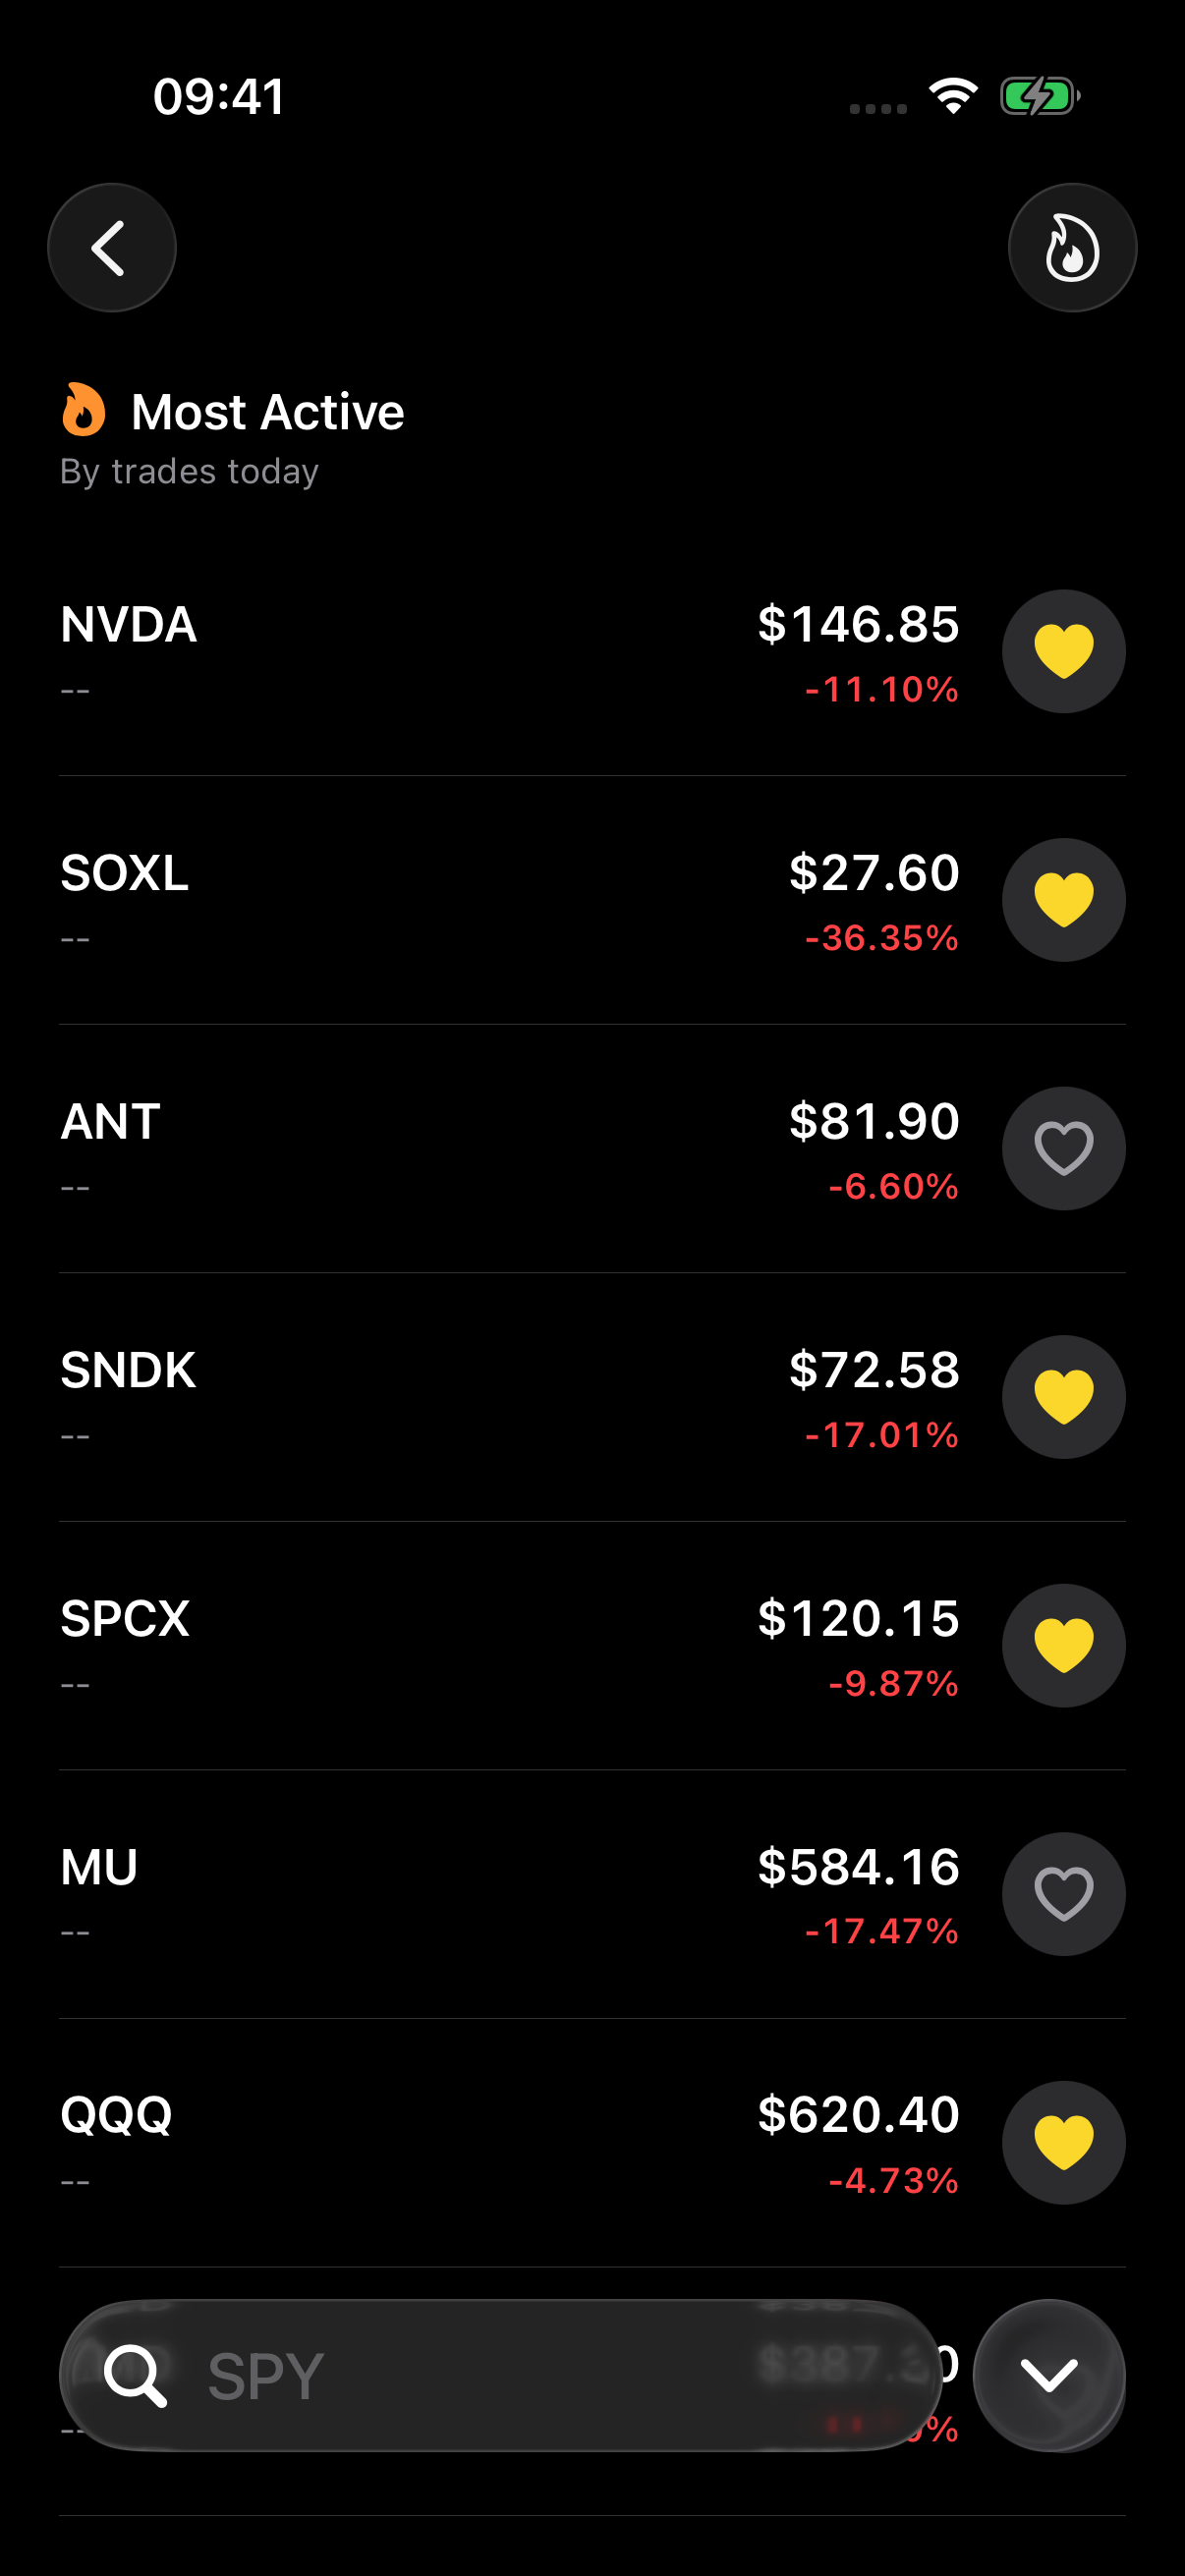 09:41
Most Active
By trades today
NVDA
$146.85
--
-11.10%
SOXL
$27.60
--
-36.35%
ANT
$81.90
--
-6.60%
SNDK
$72.58
--
-17.01%
SPCX
$120.15
--
-9.87%
MU
$584.16
--
-17.47%
QQQ
$620.40
--
-4.73%
SPY
--